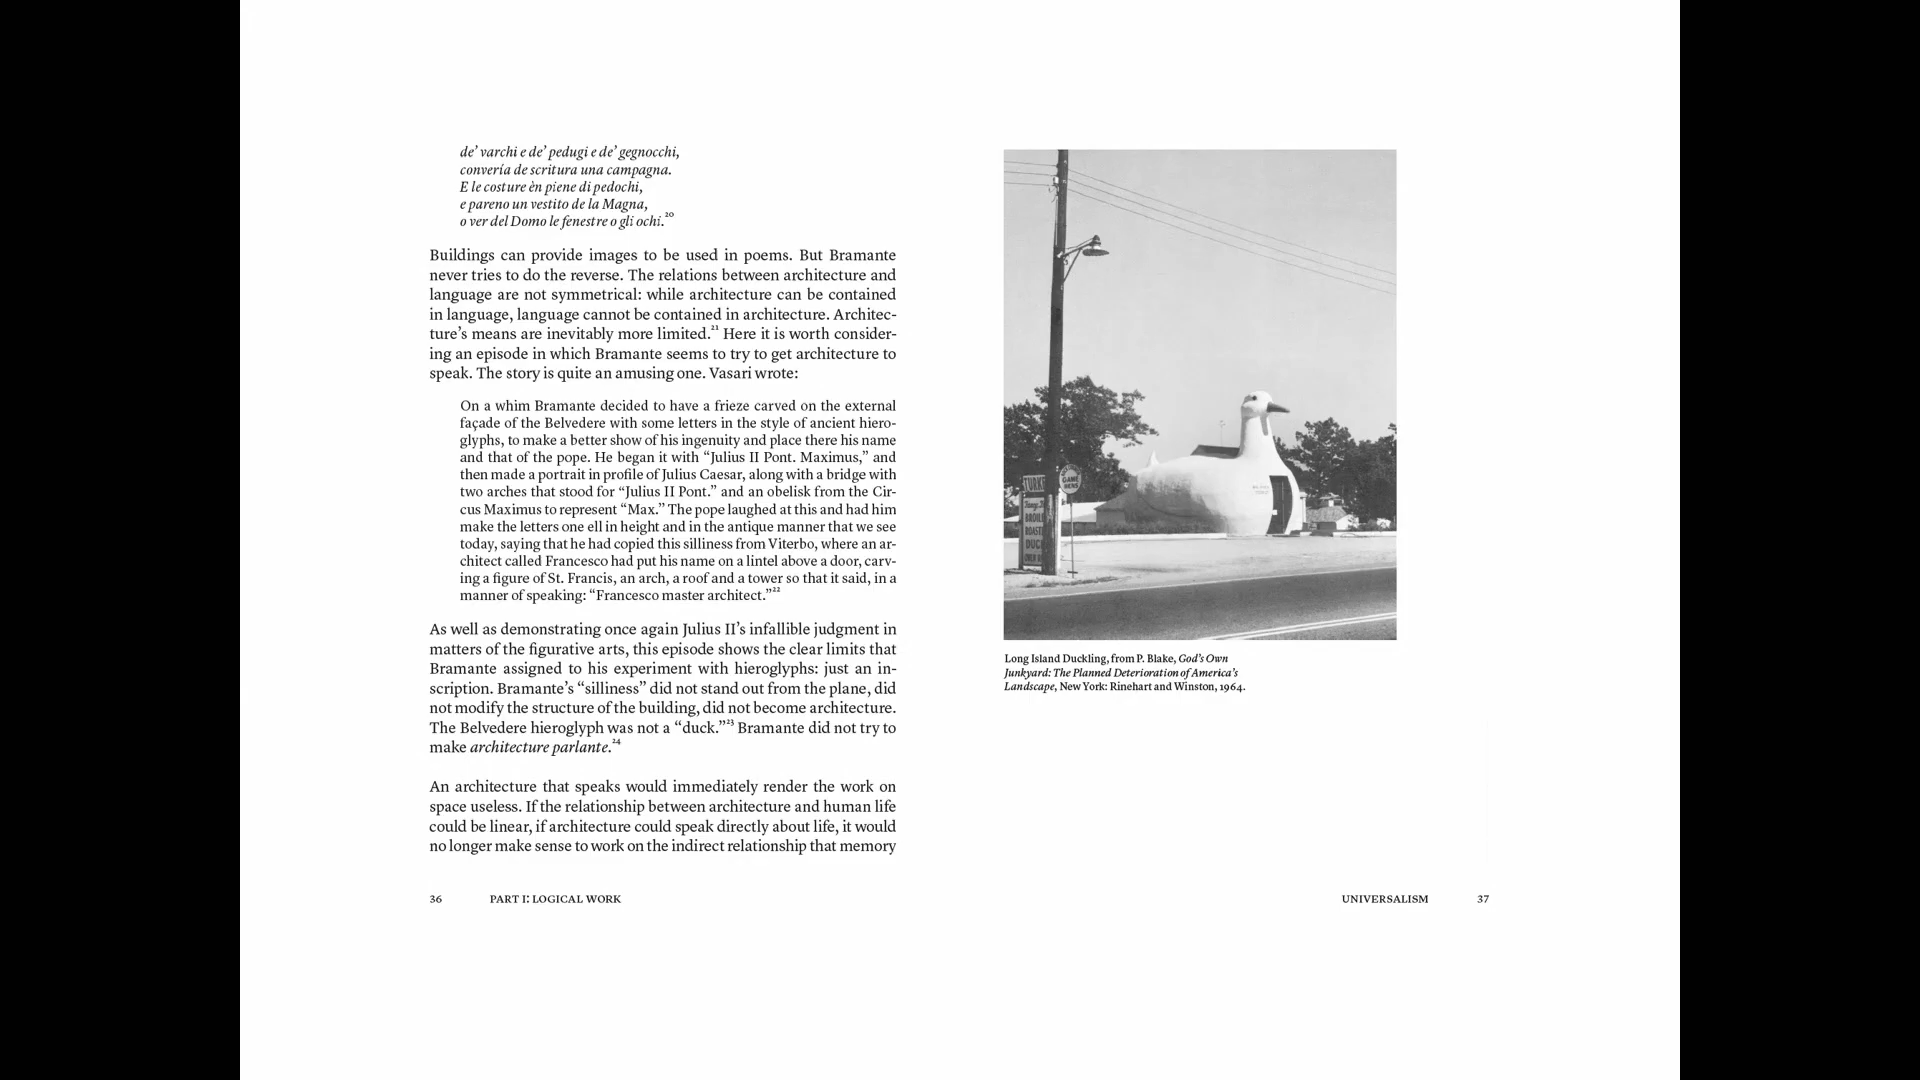 de’ varchi e de’ pedugi e de’ gegnocchi,
convería de scritura una campagna.
E le costure èn piene di pedochi,
e pareno un vestito de la Magna,
o ver del Domo le fenestre o gli ochi.20
Buildings can provide images to be used in poems. But Bramante
never tries to do the reverse. The relations between architecture and
language are not symmetrical: while architecture can be contained
in language, language cannot be contained in architecture. Architec-
ture’s means are inevitably more limited.21 Here it is worth consider-
ing an episode in which Bramante seems to try to get architecture to
speak. The story is quite an amusing one. Vasari wrote:
On a whim Bramante decided to have a frieze carved on the external
façade of the Belvedere with some letters in the style of ancient hiero-
glyphs, to make a better show of his ingenuity and place there his name
and that of the pope. He began it with “Julius II Pont. Maximus,” and
then made a portrait in profile of Julius Caesar, along with a bridge with
two arches that stood for “Julius II Pont.” and an obelisk from the Cir-
cus Maximus to represent “Max.” The pope laughed at this and had him
make the letters one ell in height and in the antique manner that we see
today, saying that he had copied this silliness from Viterbo, where an ar-
chitect called Francesco had put his name on a lintel above a door, carv-
ing a figure of St. Francis, an arch, a roof and a tower so that it said, in a
manner of speaking: “Francesco master architect.”22
As well as demonstrating once again Julius II’s infallible judgment in
matters of the figurative arts, this episode shows the clear limits that
Bramante assigned to his experiment with hieroglyphs: just an in-
scription. Bramante’s “silliness” did not stand out from the plane, did
not modify the structure of the building, did not become architecture.
The Belvedere hieroglyph was not a “duck.”23 Bramante did not try to
make architecture parlante.24
An architecture that speaks would immediately render the work on
space useless. If the relationship between architecture and human life
could be linear, if architecture could speak directly about life, it would
no longer make sense to work on the indirect relationship that memory
36 PART I: LOGICAL WORK
TURK
GAME
HENS
BROIL
ROAST
DUC
Long Island Duckling, from P. Blake, God’s Own
Junkyard: The Planned Deterioration of America’s
Landscape, New York: Rinehart and Winston, 1964.
UNIVERSALISM 37